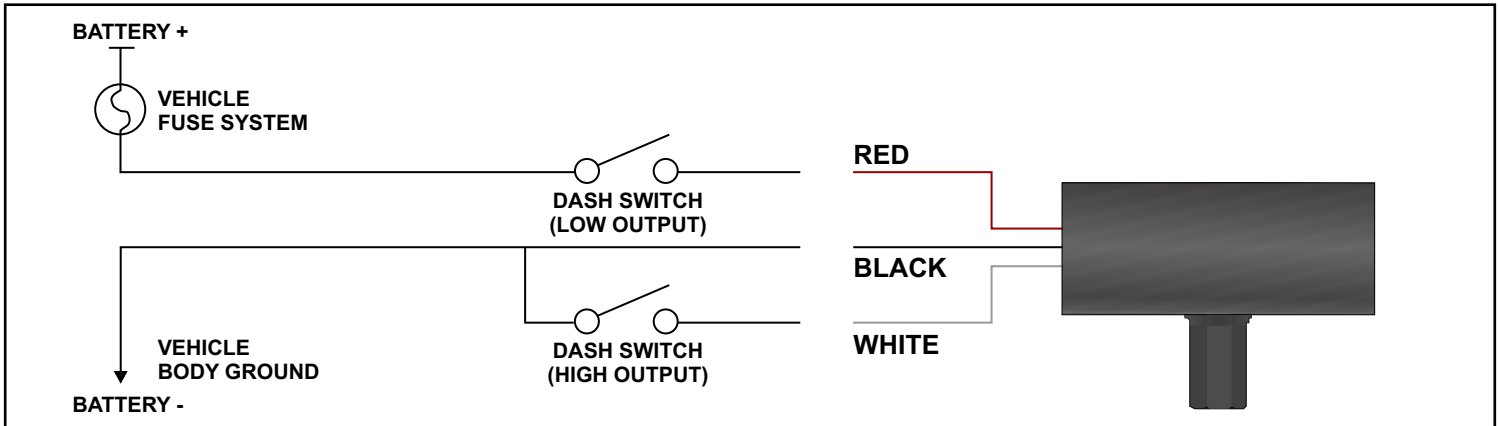 BATTERY +
VEHICLE
FUSE SYSTEM
DASH SWITCH
(LOW OUTPUT)
RED
BLACK
VEHICLE
BODY GROUND
BATTERY -
DASH SWITCH
(HIGH OUTPUT)
WHITE